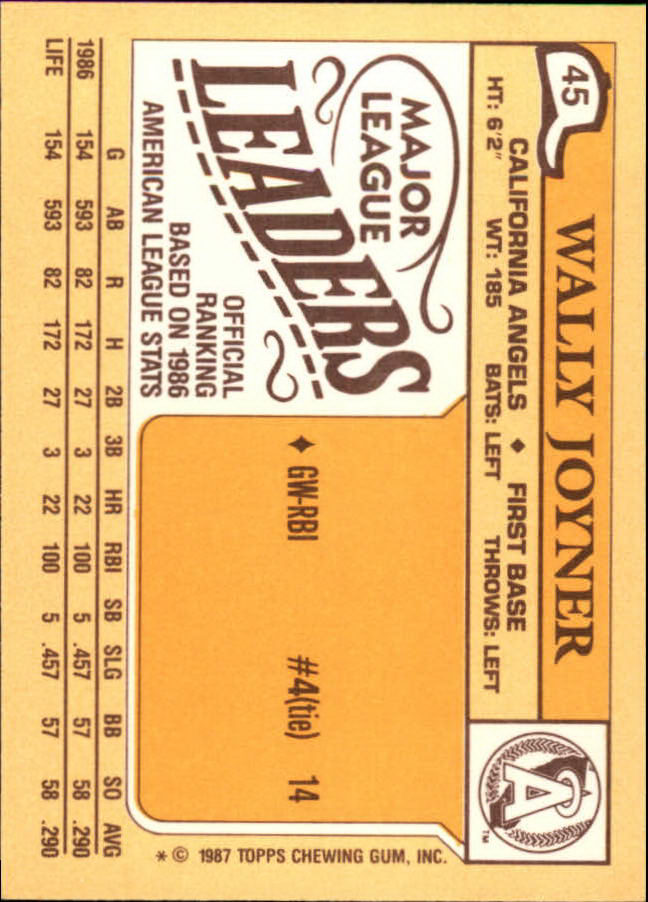 45
WALLY JOYNER
CALIFORNIA ANGELS ♦ FIRST BASE
HT: 6'2" WT: 185 BATS: LEFT THROWS: LEFT
A
TM
MAJOR
LEAGUE
LEADERS
OFFICIAL
RANKING
BASED ON 1986
AMERICAN LEAGUE STATS
✦ GW-RBI #4(tie) 14
G AB R H 2B 3B HR RBI SB SLG BB SO AVG
1986 154 593 82 172 27 3 22 100 5 .457 57 58 .290
LIFE 154 593 82 172 27 3 22 100 5 .457 57 58 .290
* © 1987 TOPPS CHEWING GUM, INC.